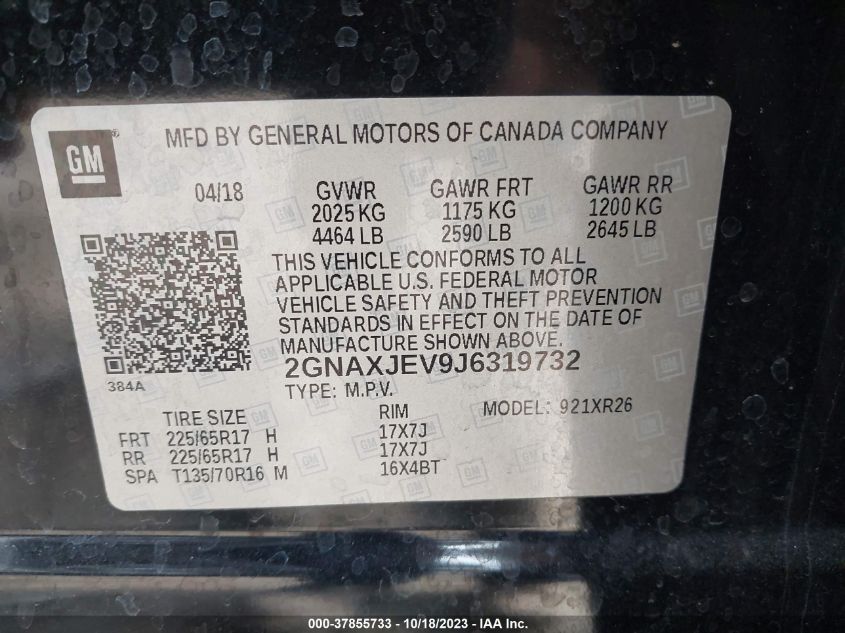 GM
MFD BY GENERAL MOTORS OF CANADA COMPANY
04/18 GVWR GAWR FRT GAWR RR
2025 KG 1175 KG 1200 KG
4464 LB 2590 LB 2645 LB
THIS VEHICLE CONFORMS TO ALL
APPLICABLE U.S. FEDERAL MOTOR
VEHICLE SAFETY AND THEFT PREVENTION
STANDARDS IN EFFECT ON THE DATE OF
MANUFACTURE SHOWN ABOVE.
2GNAXJEV9J6319732
384A
TYPE: M.P.V.
MODEL: 921XR26
TIRE SIZE RIM
FRT 225/65R17 H 17X7J
RR 225/65R17 H 17X7J
SPA T135/70R16 M 16X4BT
000-37855733 - 10/18/2023 - IAA, Inc.